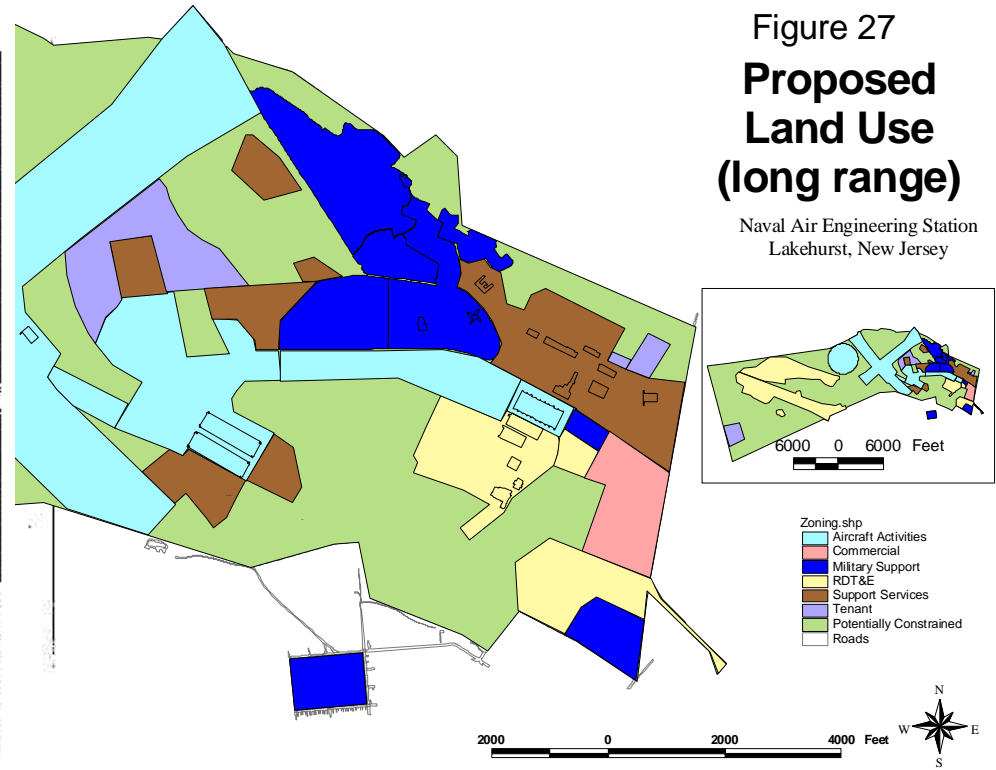 Figure 27
Proposed
Land Use
(long range)
Naval Air Engineering Station
Lakehurst, New Jersey
6000 0 6000 Feet
Zoning.shp
Aircraft Activities
Commercial
Military Support
RDT&E
Support Services
Tenant
Potentially Constrained
Roads
N
W E
S
2000 0 2000 4000 Feet